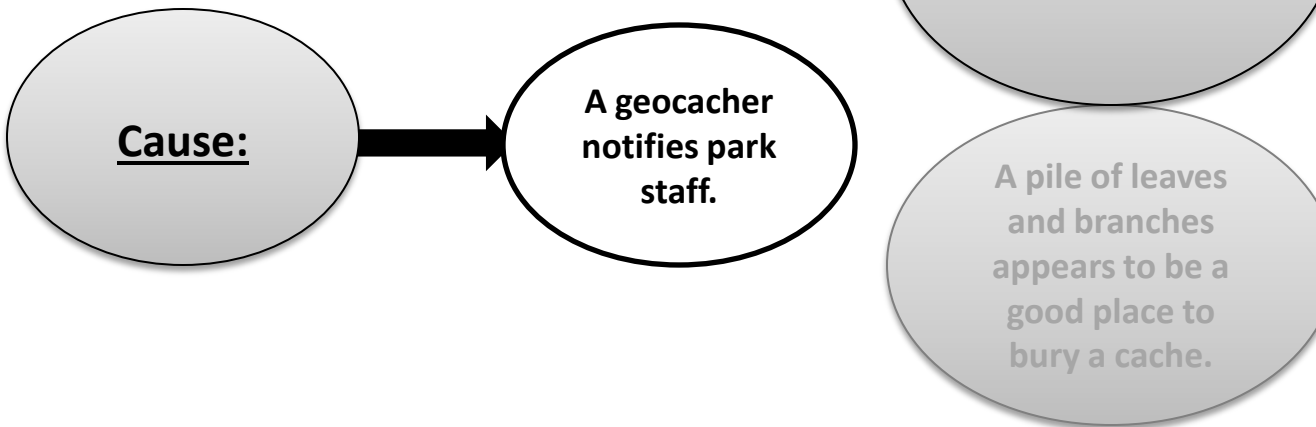 Cause:
A geocacher
notifies park
staff.
A pile of leaves
and branches
appears to be a
good place to
bury a cache.